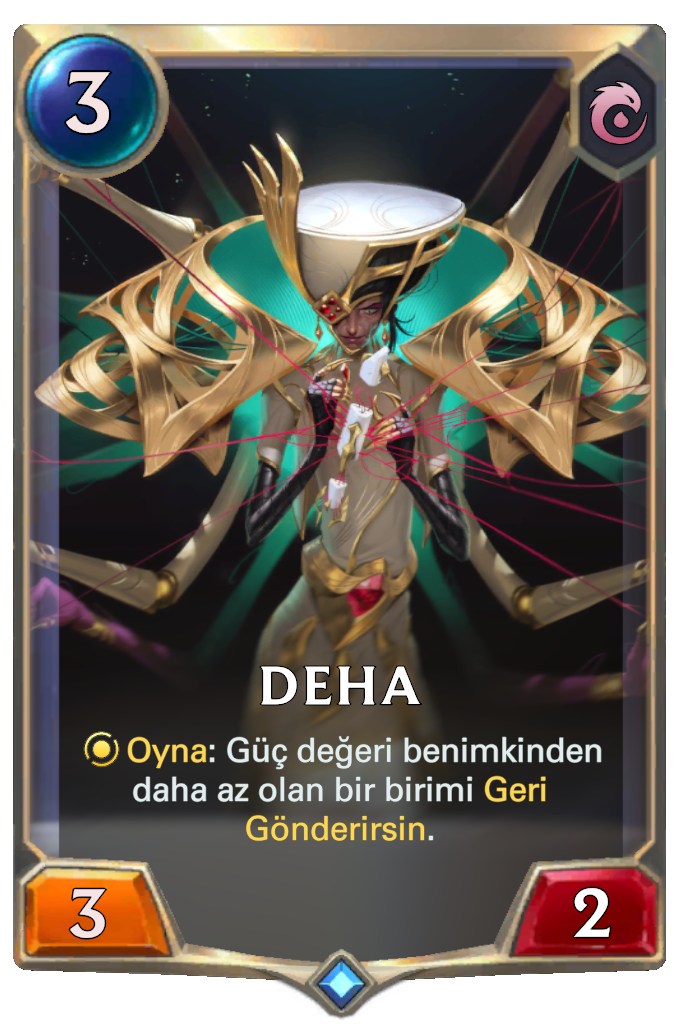 3
DEHA
Oyna: Güç değeri benimkinden
daha az olan bir birimi Geri
Gönderirsin.
3
2